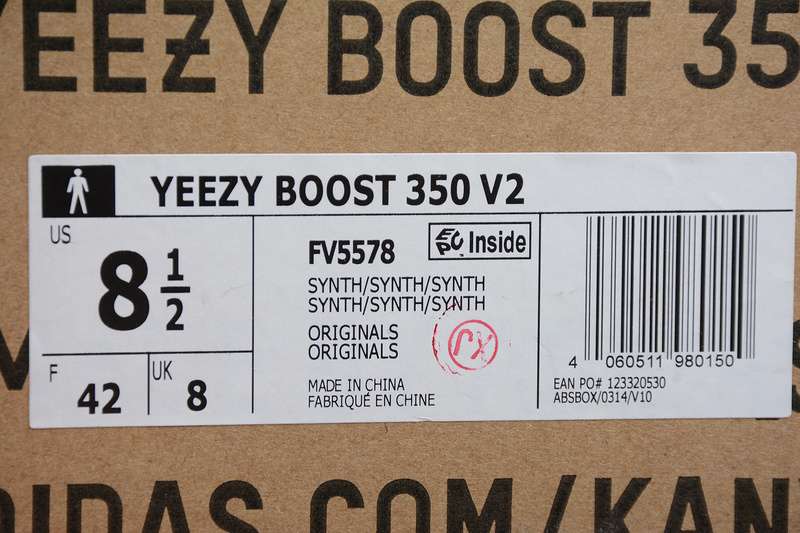 YEEZY BOOST 35
YEEZY BOOST 350 V2
US
8 1/2
F
42
UK
8
FV5578
EPC Inside
SYNTH/SYNTH/SYNTH
SYNTH/SYNTH/SYNTH
ORIGINALS
ORIGINALS
MADE IN CHINA
FABRIQUÉ EN CHINE
4 060511 980150
EAN PO# 123320530
ABSBOX/0314/V10
ADIDAS.COM/KAN